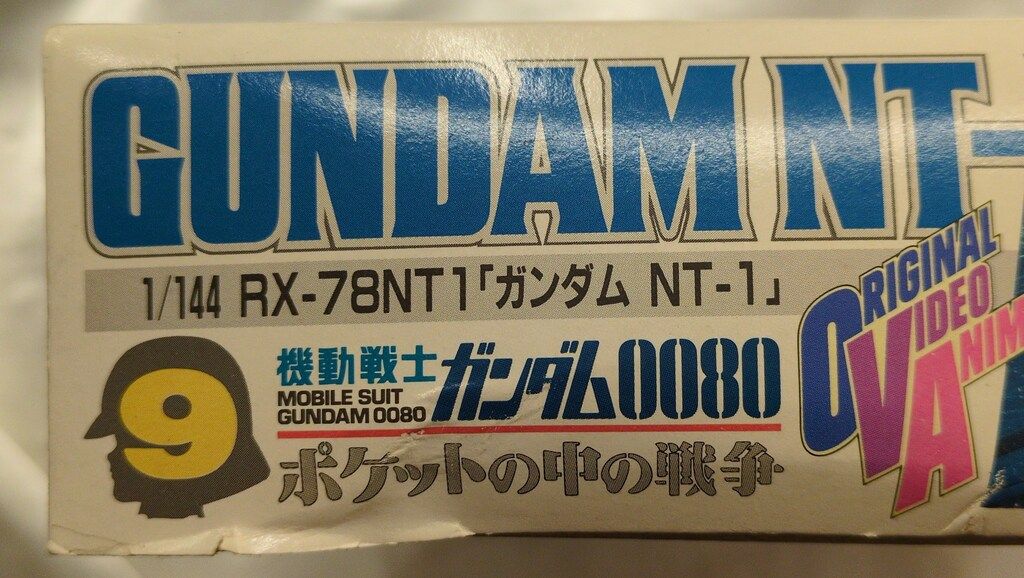 GUNDAM NT-
1/144 RX-78NT1「ガンダム NT-1」
9
機動戦士ガンダム0080
MOBILE SUIT
GUNDAM 0080
ポケットの中の戦争
ORIGINAL
VIDEO
ANIM